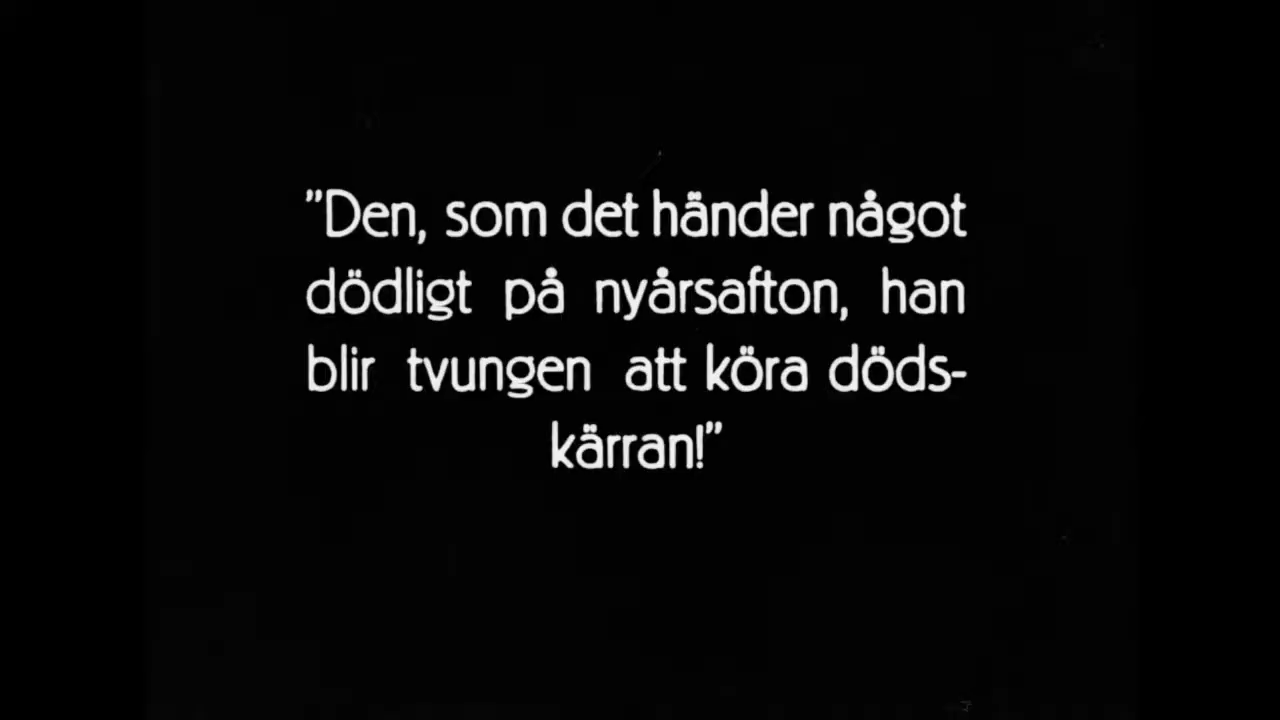 ”Den, som det händer något
dödligt på nyårsafton, han
blir tvungen att köra döds-
kärran!”